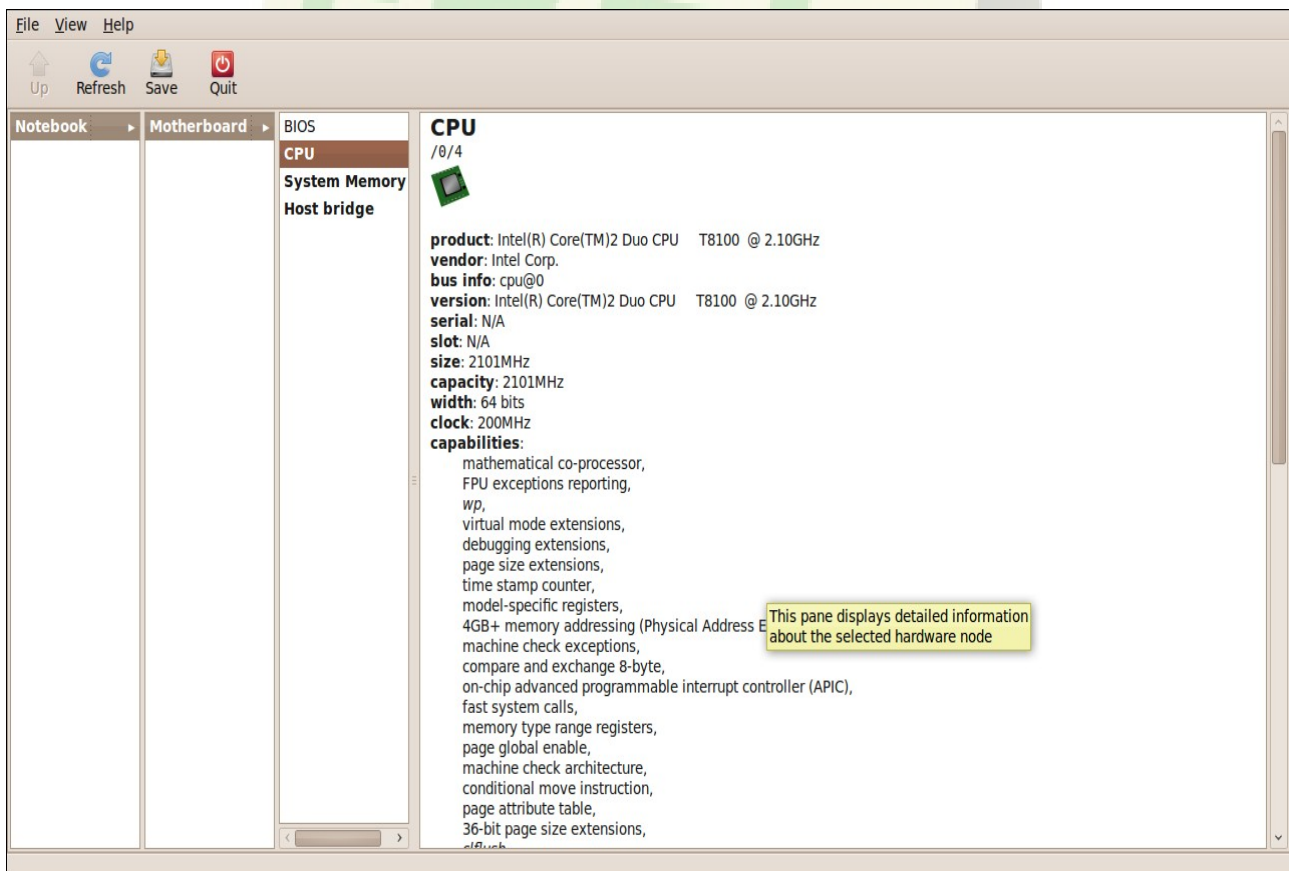 File View Help
Up Refresh Save Quit
Notebook
Motherboard
BIOS
CPU
System Memory
Host bridge
CPU
/0/4
product: Intel(R) Core(TM)2 Duo CPU T8100 @ 2.10GHz
vendor: Intel Corp.
bus info: cpu@0
version: Intel(R) Core(TM)2 Duo CPU T8100 @ 2.10GHz
serial: N/A
slot: N/A
size: 2101MHz
capacity: 2101MHz
width: 64 bits
clock: 200MHz
capabilities:
mathematical co-processor,
FPU exceptions reporting,
wp,
virtual mode extensions,
debugging extensions,
page size extensions,
time stamp counter,
model-specific registers,
4GB+ memory addressing (Physical Address E
This pane displays detailed information
about the selected hardware node
machine check exceptions,
compare and exchange 8-byte,
on-chip advanced programmable interrupt controller (APIC),
fast system calls,
memory type range registers,
page global enable,
machine check architecture,
conditional move instruction,
page attribute table,
36-bit page size extensions,